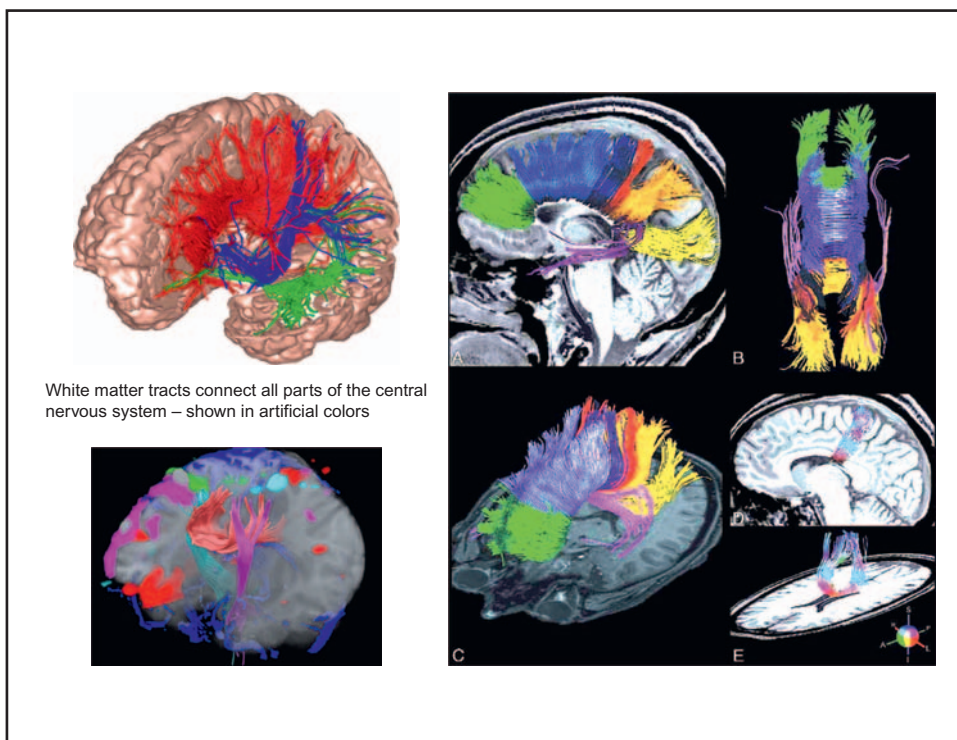 White matter tracts connect all parts of the central
nervous system – shown in artificial colors
A
B
C
D
E
S
P
A
L
I